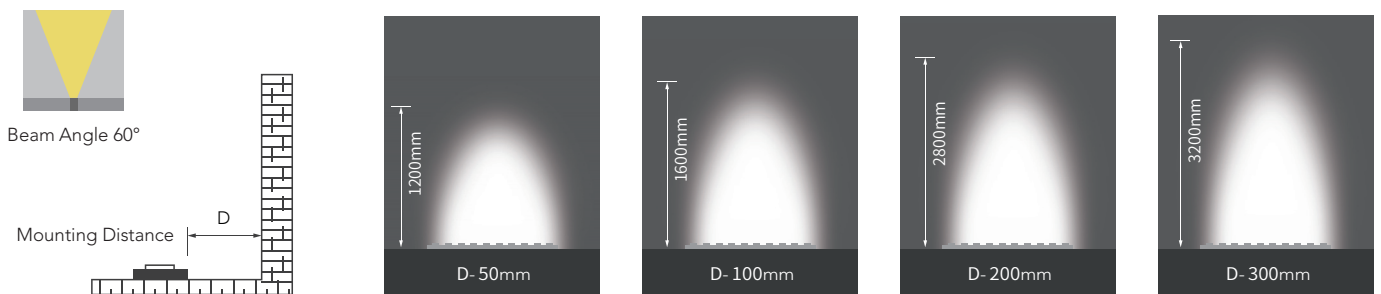 Beam Angle 60°
D
Mounting Distance
1200mm
D-50mm
1600mm
D-100mm
2800mm
D-200mm
3200mm
D-300mm